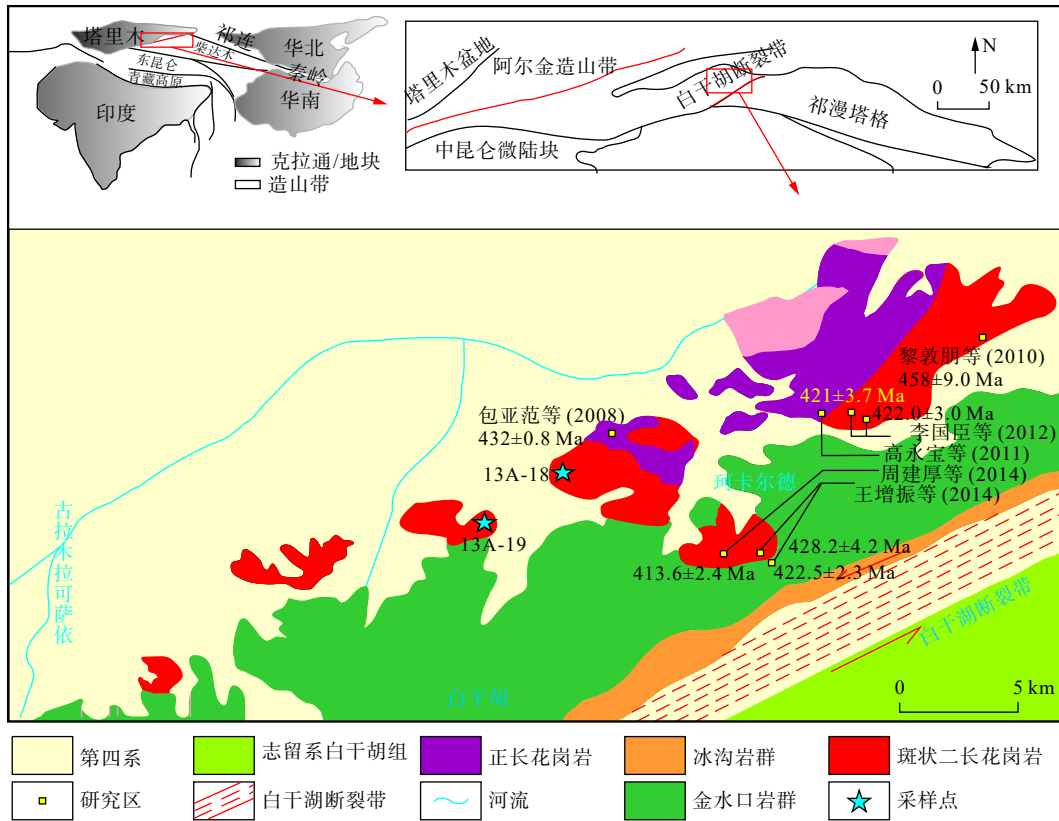 塔里木
祁连
柴达木
华北
秦岭
东昆仑
青藏高原
华南
印度
克拉通/地块
造山带
塔里木盆地
阿尔金造山带
白干胡断裂带
祁漫塔格
中昆仑微陆块
N
0 50 km
黎敦朋等 (2010)
458±9.0 Ma
421±3.7 Ma
422.0±3.0 Ma
李国臣等 (2012)
高永宝等 (2011)
周建厚等 (2014)
王增振等 (2014)
包亚范等 (2008)
432±0.8 Ma
13A-18
13A-19
珂卡尔德
428.2±4.2 Ma
413.6±2.4 Ma
422.5±2.3 Ma
古拉木拉可萨依
白干湖断裂带
白干胡
0 5 km
第四系
志留系白干胡组
正长花岗岩
冰沟岩群
斑状二长花岗岩
研究区
白干湖断裂带
河流
金水口岩群
采样点